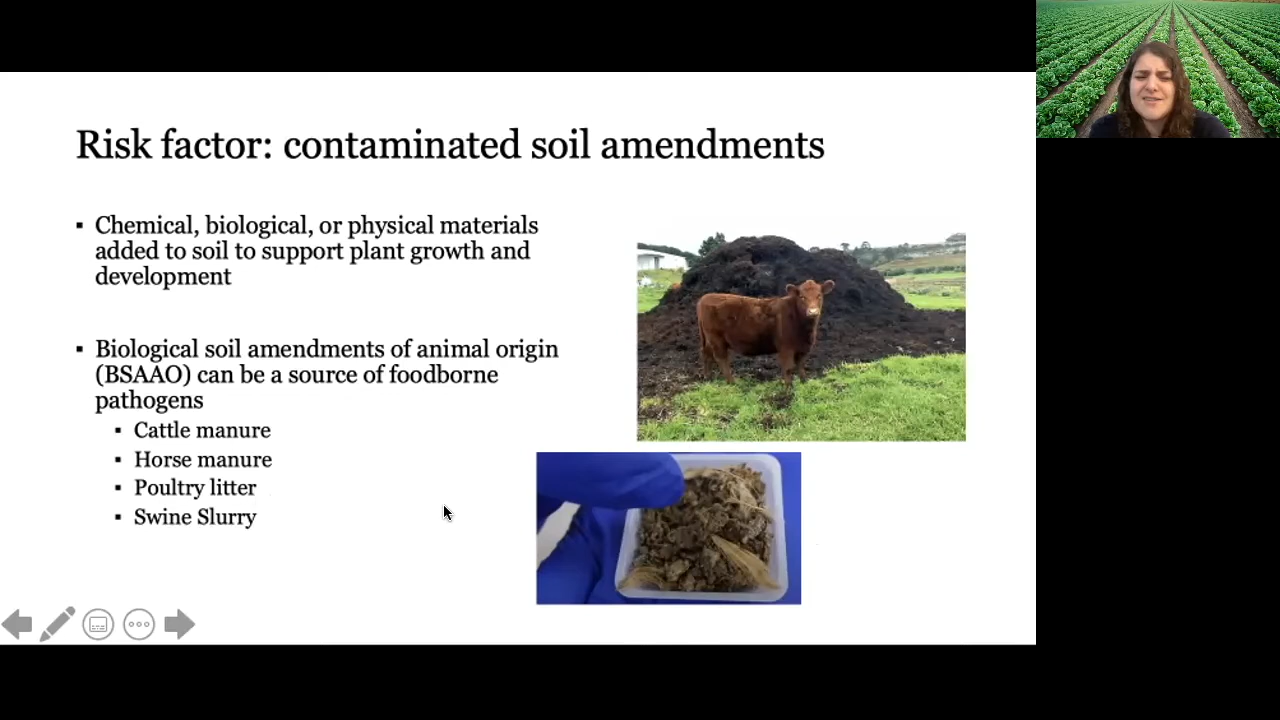 Risk factor: contaminated soil amendments
▪ Chemical, biological, or physical materials
added to soil to support plant growth and
development
▪ Biological soil amendments of animal origin
(BSAAO) can be a source of foodborne
pathogens
▪ Cattle manure
▪ Horse manure
▪ Poultry litter
▪ Swine Slurry